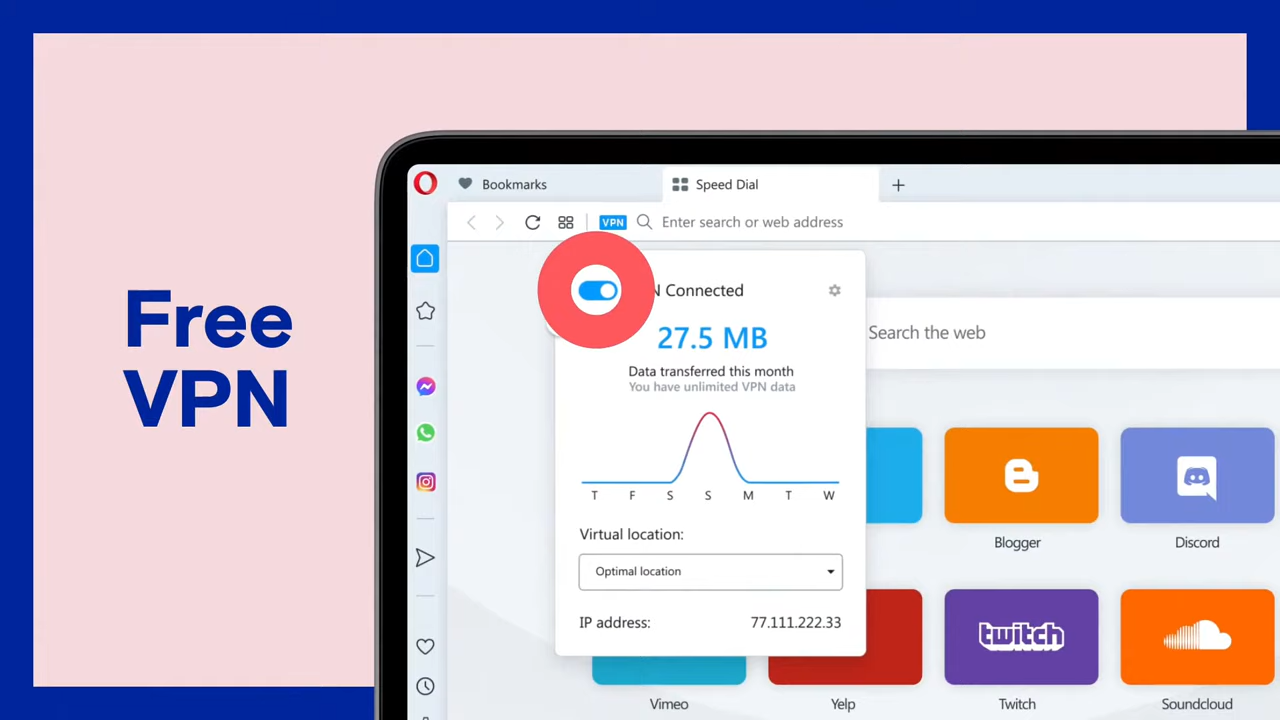 Free
VPN
Bookmarks
Speed Dial
VPN
Enter search or web address
Connected
27.5 MB
Data transferred this month
You have unlimited VPN data
T F S S M T W
Virtual location:
Optimal location
IP address: 77.111.222.33
Search the web
Blogger
Discord
twitch
Vimeo
Yelp
Twitch
Soundcloud